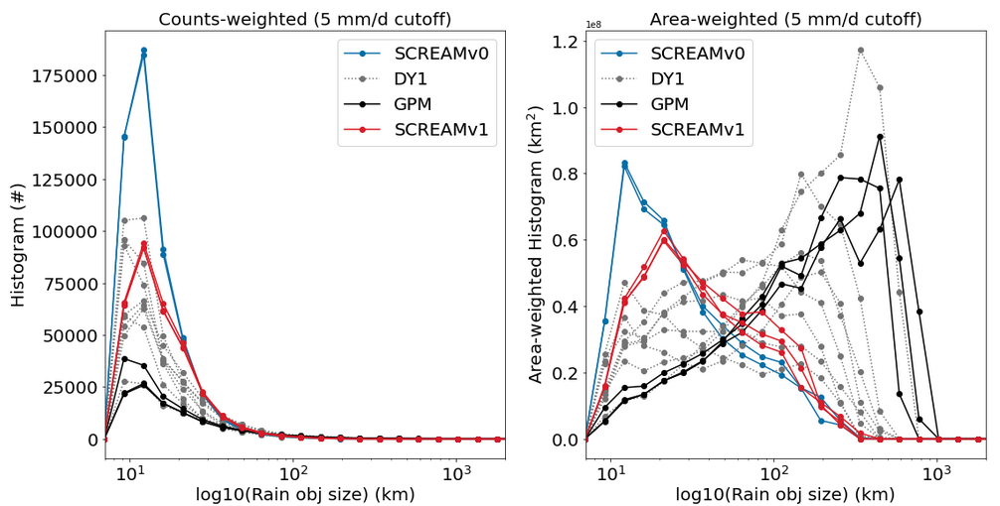 Counts-weighted (5 mm/d cutoff)
Histogram (#)
175000
150000
125000
100000
75000
50000
25000
0
SCREAMv0
DY1
GPM
SCREAMv1
10¹
10²
10³
log10(Rain obj size) (km)
Area-weighted (5 mm/d cutoff)
1e8
Area-weighted Histogram (km²)
1.2
1.0
0.8
0.6
0.4
0.2
0.0
SCREAMv0
DY1
GPM
SCREAMv1
10¹
10²
10³
log10(Rain obj size) (km)